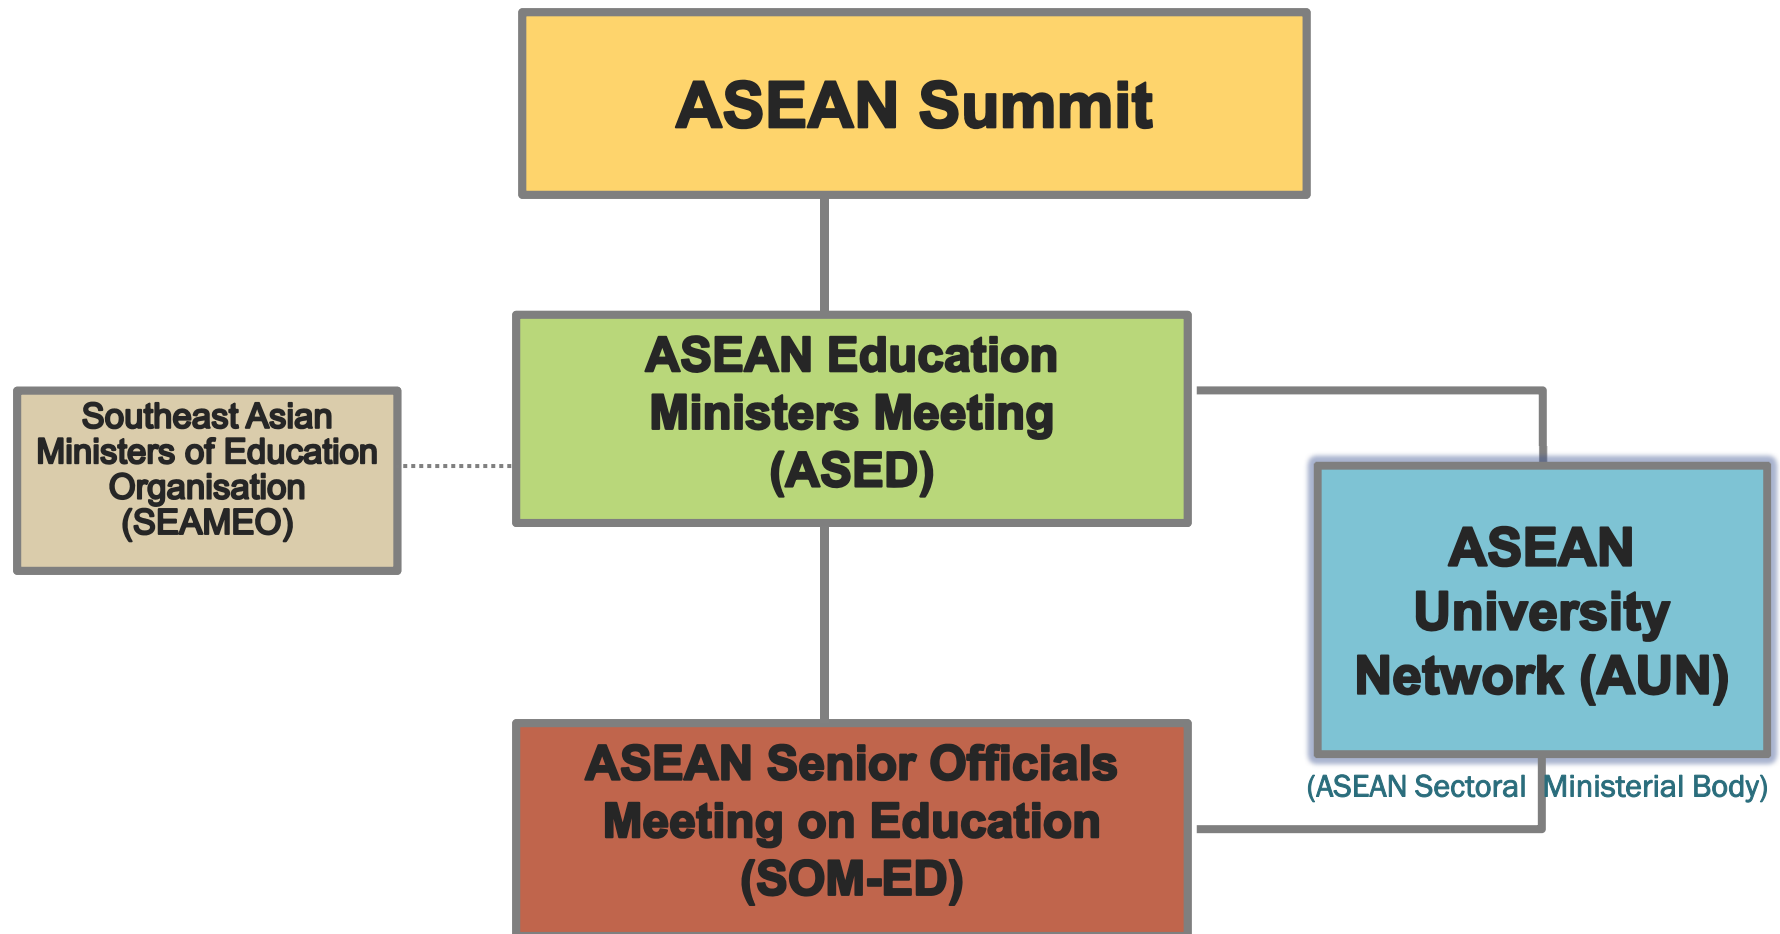 ASEAN Summit
ASEAN Education
Ministers Meeting
(ASED)
Southeast Asian
Ministers of Education
Organisation
(SEAMEO)
ASEAN
University
Network (AUN)
(ASEAN Sectoral Ministerial Body)
ASEAN Senior Officials
Meeting on Education
(SOM-ED)